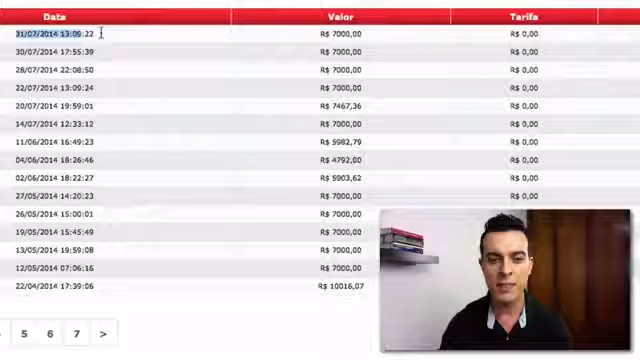 Data Valor Tarifa
31/07/2014 13:09:22 R$ 7000,00 R$ 0,00
30/07/2014 17:55:39 R$ 7000,00 R$ 0,00
28/07/2014 22:08:50 R$ 7000,00 R$ 0,00
22/07/2014 13:09:24 R$ 7000,00 R$ 0,00
20/07/2014 19:59:01 R$ 7467,36 R$ 0,00
14/07/2014 12:33:12 R$ 7000,00 R$ 0,00
11/06/2014 16:49:23 R$ 5982,79 R$ 0,00
04/06/2014 18:26:46 R$ 4792,00 R$ 0,00
02/06/2014 18:22:27 R$ 5903,62 R$ 0,00
27/05/2014 14:20:23 R$ 7000,00 R$ 0,00
26/05/2014 15:00:01 R$ 7000,00
19/05/2014 15:45:49 R$ 7000,00
13/05/2014 19:59:08 R$ 7000,00
12/05/2014 07:06:16 R$ 7000,00
22/04/2014 17:39:06 R$ 10016,07
5 6 7 >